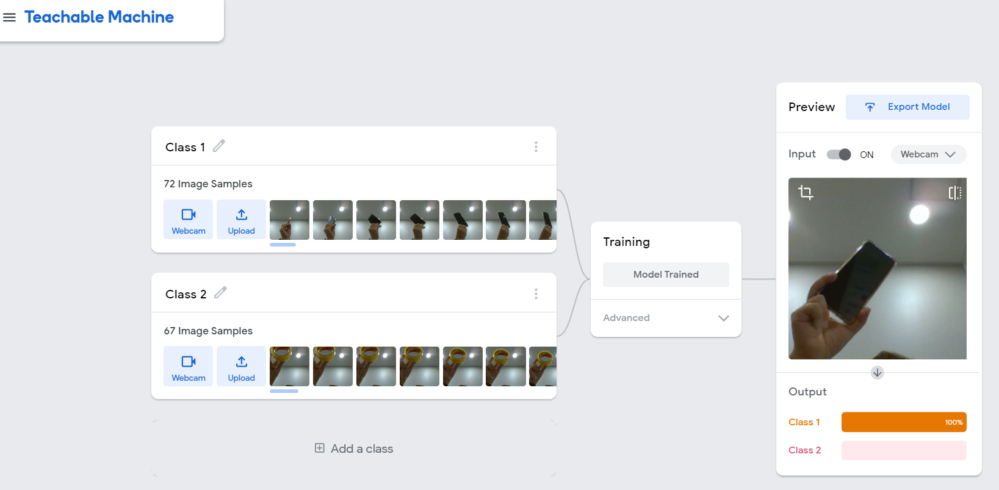 Teachable Machine
Preview
Export Model
Class 1
Input
ON
Webcam
72 Image Samples
Webcam
Upload
Training
Model Trained
Class 2
Advanced
67 Image Samples
Webcam
Upload
Output
Class 1
100%
Class 2
Add a class